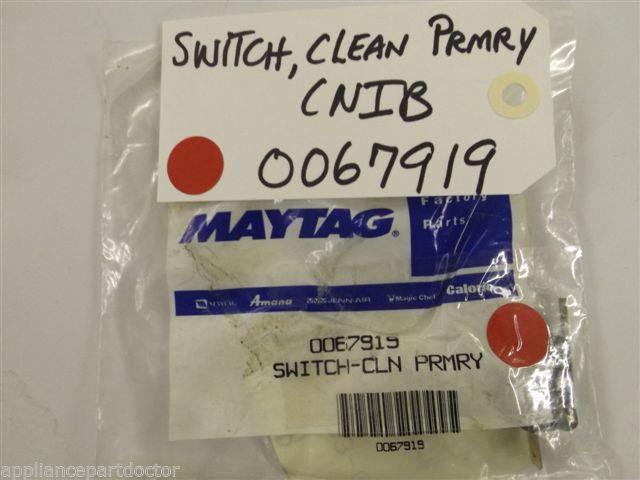 SWITCH, CLEAN PRMRY
CNIB
0067919
MAYTAG®
Factory
Parts
MAYTAG Amana JENN-AIR Magic Chef
0067919
SWITCH-CLN PRMRY
0067919
appliancepartdoctor